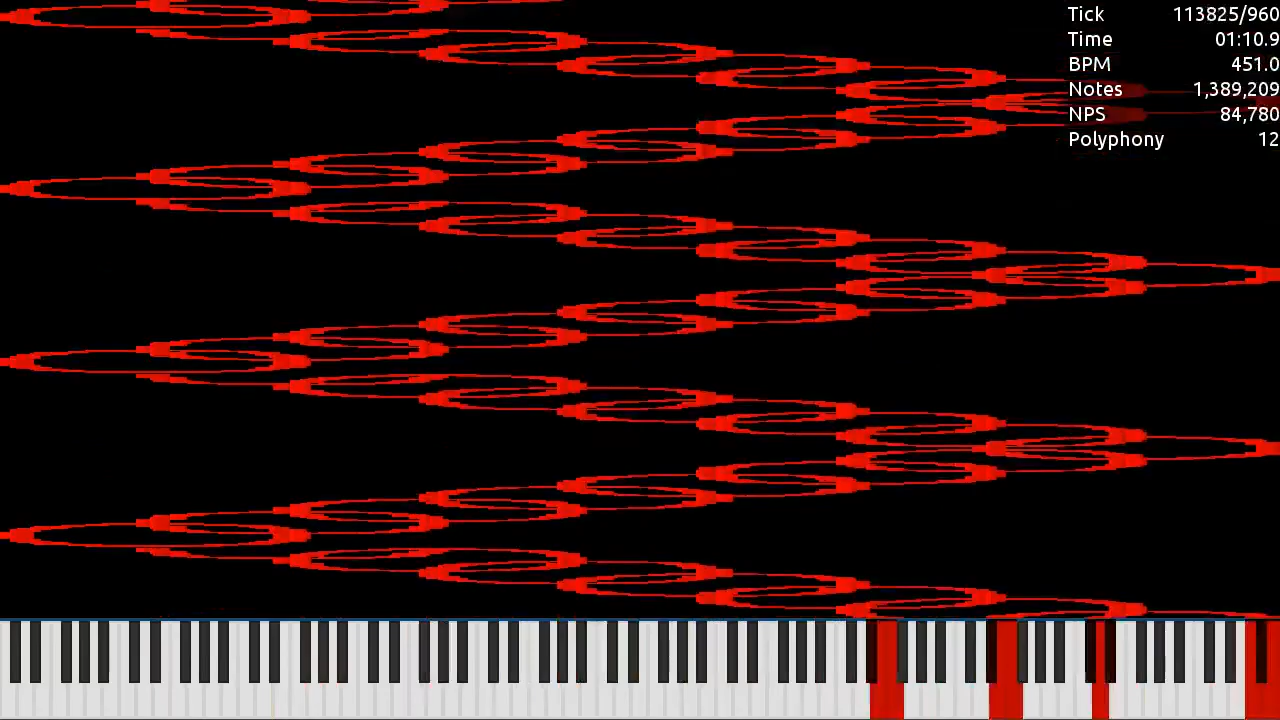 Tick 113825/960
Time 01:10.9
BPM 451.0
Notes 1,389,209
NPS 84,780
Polyphony 12